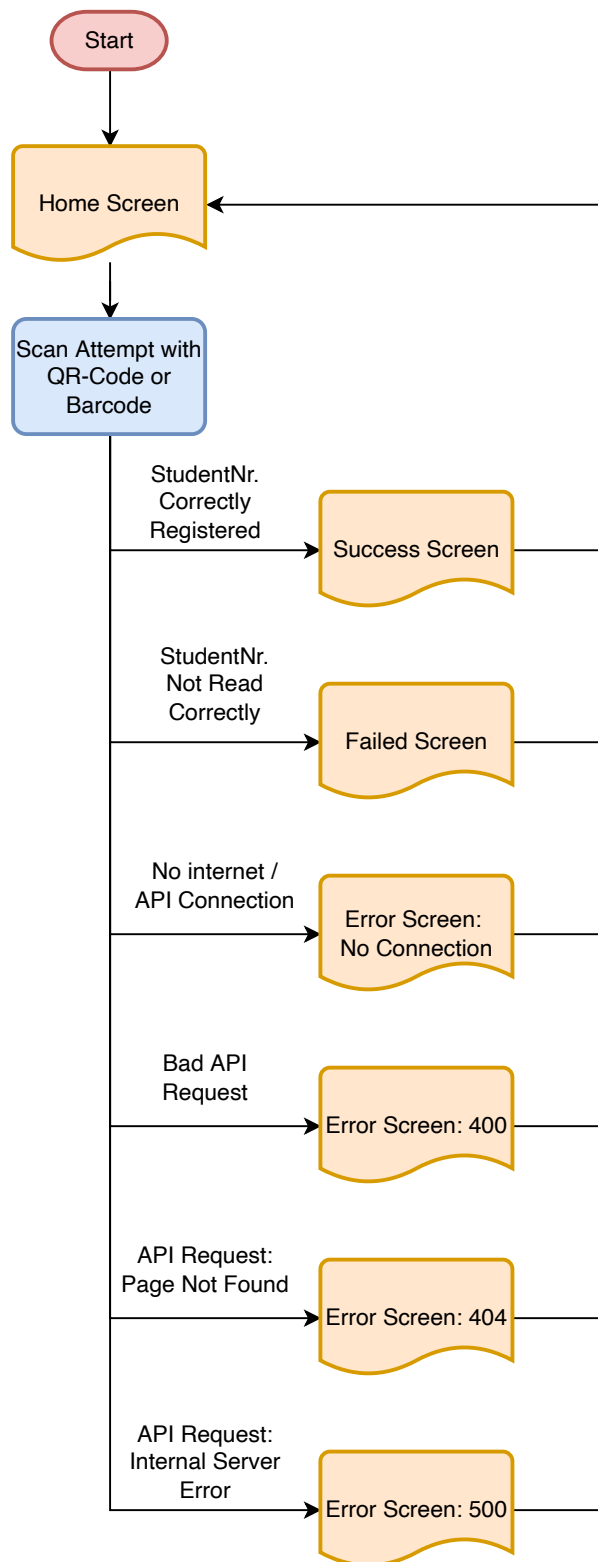 Start
Home Screen
Scan Attempt with
QR-Code or
Barcode
StudentNr.
Correctly
Registered
Success Screen
StudentNr.
Not Read
Correctly
Failed Screen
No internet /
API Connection
Error Screen:
No Connection
Bad API
Request
Error Screen: 400
API Request:
Page Not Found
Error Screen: 404
API Request:
Internal Server
Error
Error Screen: 500